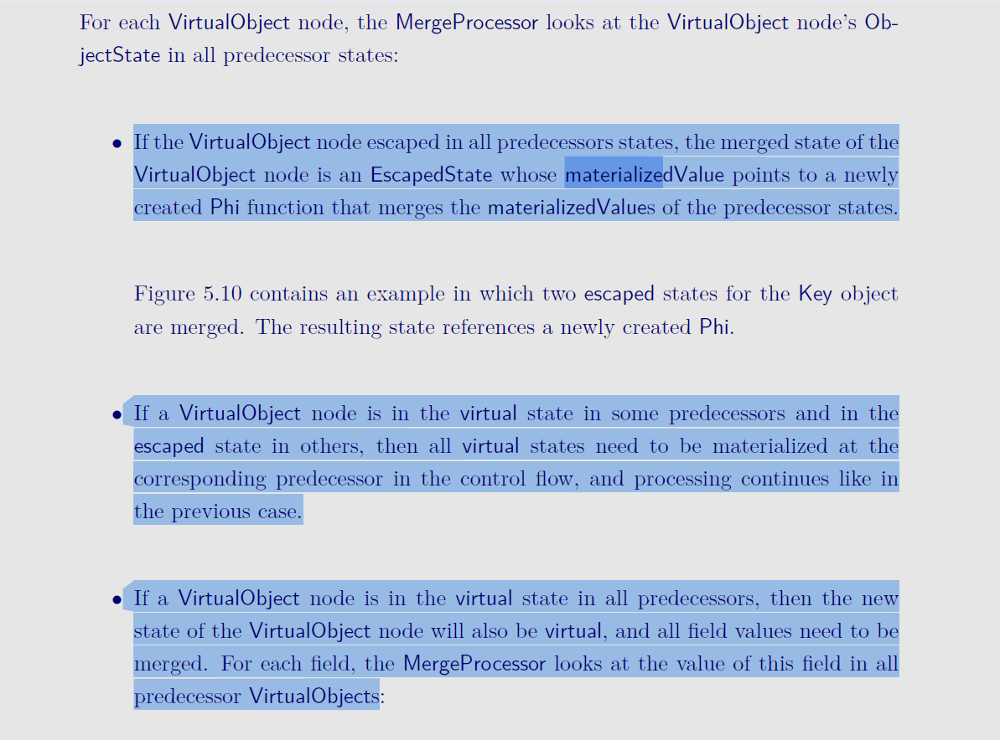 For each VirtualObject node, the MergeProcessor looks at the VirtualObject node's Ob-
jectState in all predecessor states:
• If the VirtualObject node escaped in all predecessors states, the merged state of the
VirtualObject node is an EscapedState whose materializedValue points to a newly
created Phi function that merges the materializedValues of the predecessor states.
Figure 5.10 contains an example in which two escaped states for the Key object
are merged. The resulting state references a newly created Phi.
• If a VirtualObject node is in the virtual state in some predecessors and in the
escaped state in others, then all virtual states need to be materialized at the
corresponding predecessor in the control flow, and processing continues like in
the previous case.
• If a VirtualObject node is in the virtual state in all predecessors, then the new
state of the VirtualObject node will also be virtual, and all field values need to be
merged. For each field, the MergeProcessor looks at the value of this field in all
predecessor VirtualObjects: